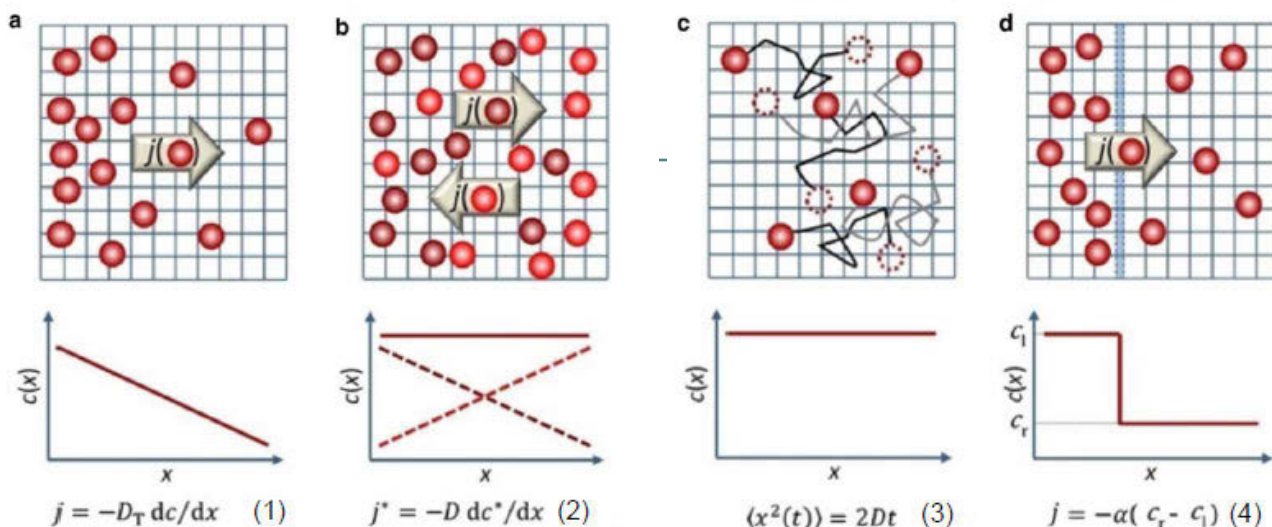 a
j( )
c(x)
x
j = −D_T dc/dx (1)
b
j( )
j( )
c(x)
x
j* = −D dc*/dx (2)
c
c(x)
x
⟨x²(t)⟩ = 2Dt (3)
d
j( )
c_l
c(x)
c_r
x
j = −α( c_r - c_l) (4)